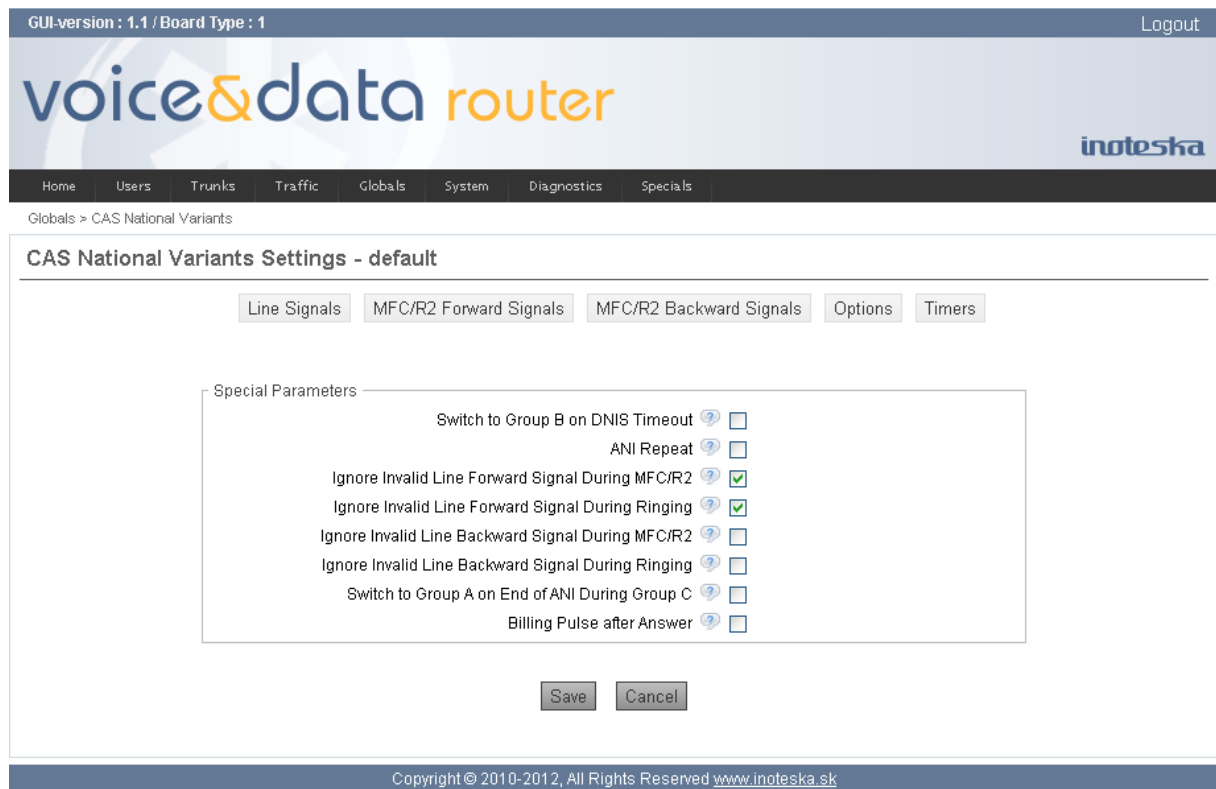 GUI-version : 1.1 / Board Type : 1
Logout
voice&data router
inoteska
Home Users Trunks Traffic Globals System Diagnostics Specials
Globals > CAS National Variants
CAS National Variants Settings - default
Line Signals MFC/R2 Forward Signals MFC/R2 Backward Signals Options Timers
Special Parameters
Switch to Group B on DNIS Timeout ?
ANI Repeat ?
Ignore Invalid Line Forward Signal During MFC/R2 ?
Ignore Invalid Line Forward Signal During Ringing ?
Ignore Invalid Line Backward Signal During MFC/R2 ?
Ignore Invalid Line Backward Signal During Ringing ?
Switch to Group A on End of ANI During Group C ?
Billing Pulse after Answer ?
Save Cancel
Copyright © 2010-2012, All Rights Reserved www.inoteska.sk